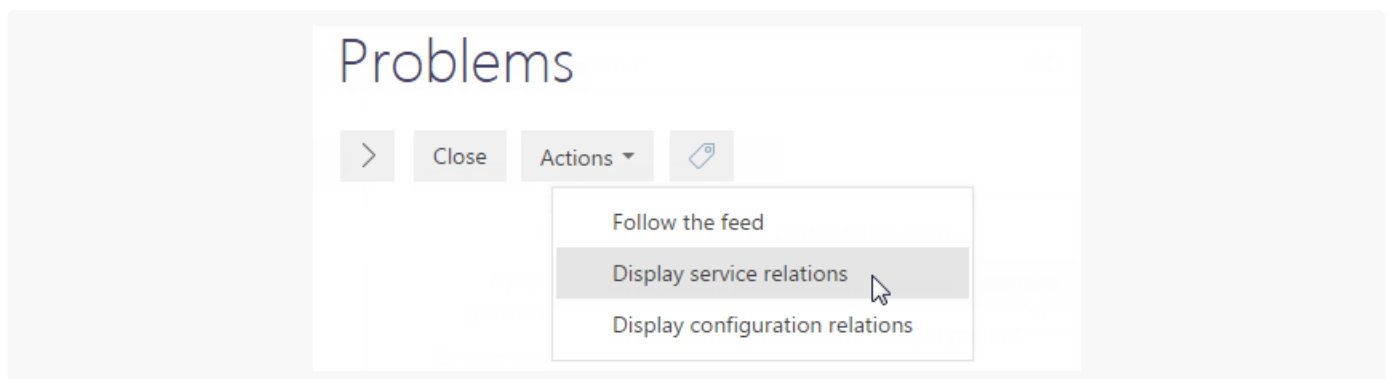 Problems
Close Actions
Follow the feed
Display service relations
Display configuration relations